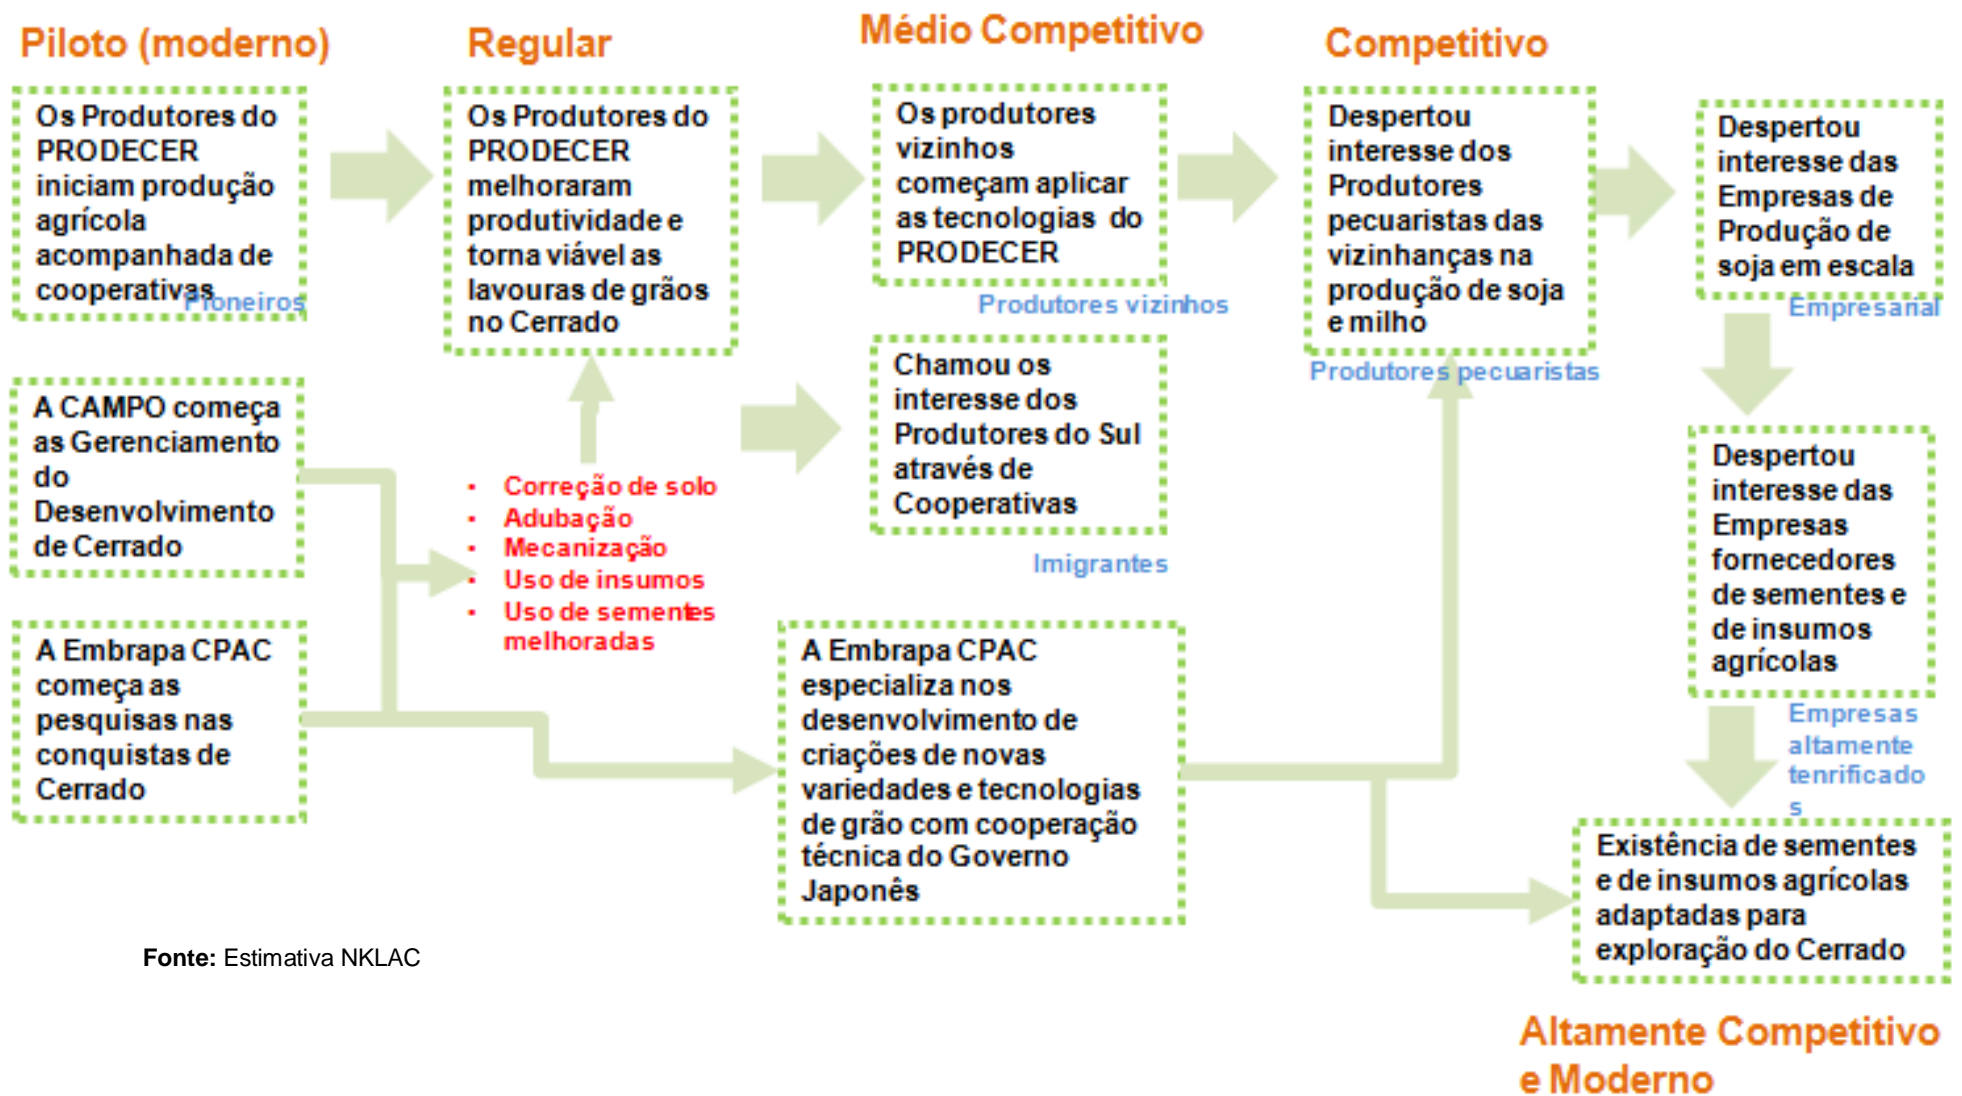 Piloto (moderno)
Os Produtores do
PRODECER
iniciam produção
agrícola
acompanhada de
cooperativas
Pioneiros
A CAMPO começa
as Gerenciamento
do
Desenvolvimento
de Cerrado
A Embrapa CPAC
começa as
pesquisas nas
conquistas de
Cerrado
Regular
Os Produtores do
PRODECER
melhoraram
produtividade e
torna viável as
lavouras de grãos
no Cerrado
• Correção de solo
• Adubação
• Mecanização
• Uso de insumos
• Uso de sementes
melhoradas
Médio Competitivo
Os produtores
vizinhos
começam aplicar
as tecnologias do
PRODECER
Produtores vizinhos
Chamou os
interesse dos
Produtores do Sul
através de
Cooperativas
Imigrantes
A Embrapa CPAC
especializa nos
desenvolvimento de
criações de novas
variedades e tecnologias
de grão com cooperação
técnica do Governo
Japonês
Competitivo
Despertou
interesse dos
Produtores
pecuaristas das
vizinhanças na
produção de soja
e milho
Produtores pecuaristas
Despertou
interesse das
Empresas de
Produção de
soja em escala
Empresarial
Despertou
interesse das
Empresas
fornecedores
de sementes e
de insumos
agrícolas
Empresas
altamente
tenrificado
s
Existência de sementes
e de insumos agrícolas
adaptadas para
exploração do Cerrado
Altamente Competitivo
e Moderno
Fonte: Estimativa NKLAC